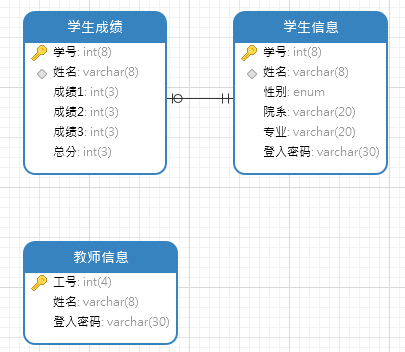 学生成绩
学号: int(8)
姓名: varchar(8)
成绩1: int(3)
成绩2: int(3)
成绩3: int(3)
总分: int(3)
学生信息
学号: int(8)
姓名: varchar(8)
性别: enum
院系: varchar(20)
专业: varchar(20)
登入密码: varchar(30)
教师信息
工号: int(4)
姓名: varchar(8)
登入密码: varchar(30)